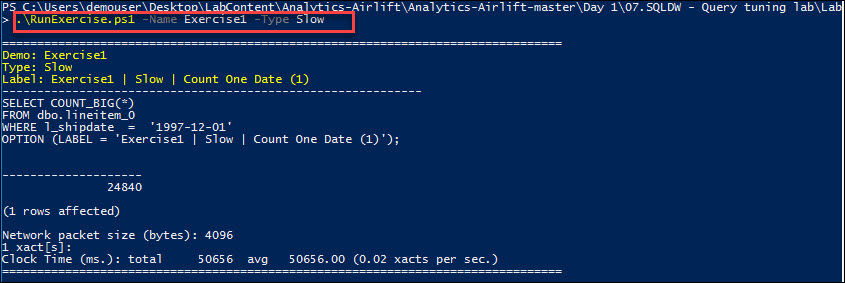 PS C:\Users\demouser\Desktop\LabContent\Analytics-Airlift\Analytics-Airlift-master\Day 1\07.SQLDW - Query tuning lab\Lab
> .\RunExercise.ps1 -Name Exercise1 -Type Slow
================================================================================
Demo: Exercise1
Type: Slow
Label: Exercise1 | Slow | Count One Date (1)
------------------------------------------------------------
SELECT COUNT_BIG(*)
FROM dbo.lineitem_0
WHERE l_shipdate  =  '1997-12-01'
OPTION (LABEL = 'Exercise1 | Slow | Count One Date (1)');
--------------------
24840
(1 rows affected)
Network packet size (bytes): 4096
1 xact[s]:
Clock Time (ms.): total     50656  avg   50656.00 (0.02 xacts per sec.)
================================================================================